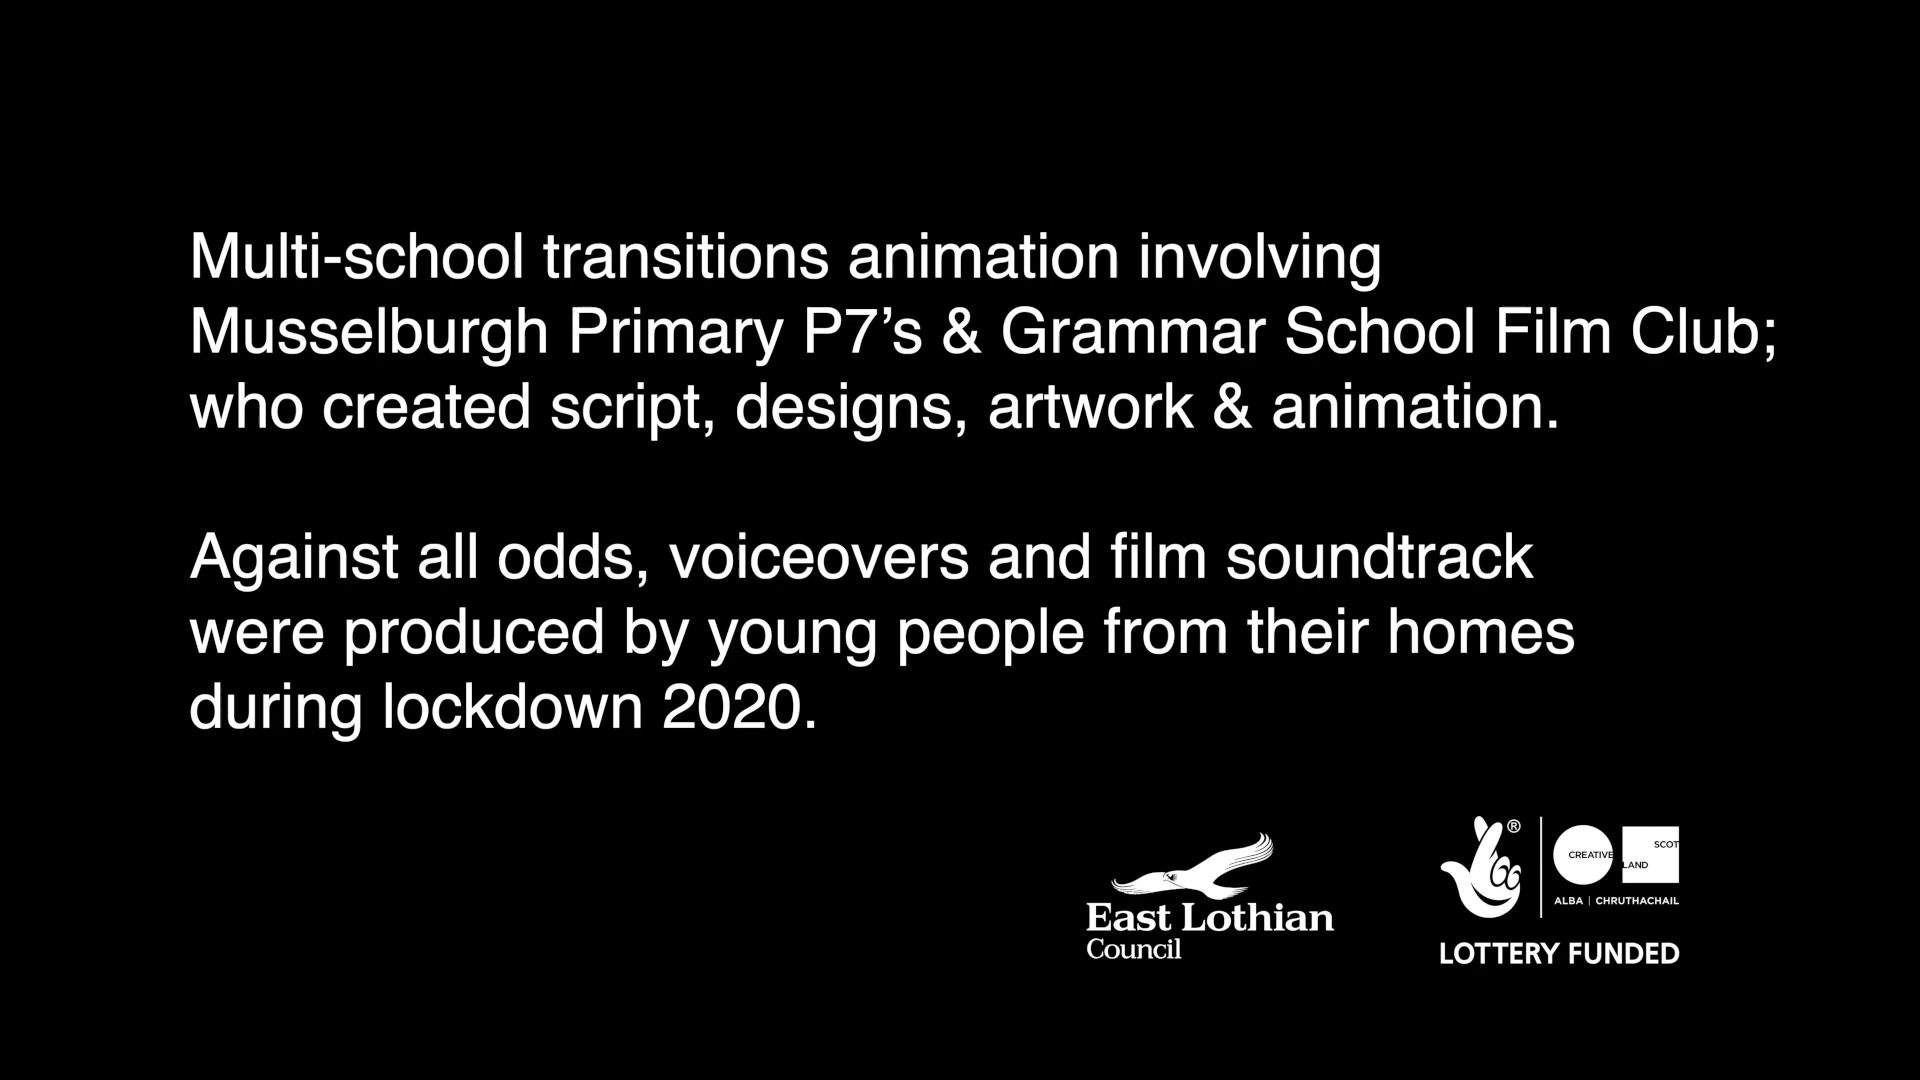 Multi-school transitions animation involving
Musselburgh Primary P7’s & Grammar School Film Club;
who created script, designs, artwork & animation.
Against all odds, voiceovers and film soundtrack
were produced by young people from their homes
during lockdown 2020.
East Lothian
Council
®
CREATIVE
SCOT
LAND
ALBA | CHRUTHACHAIL
LOTTERY FUNDED